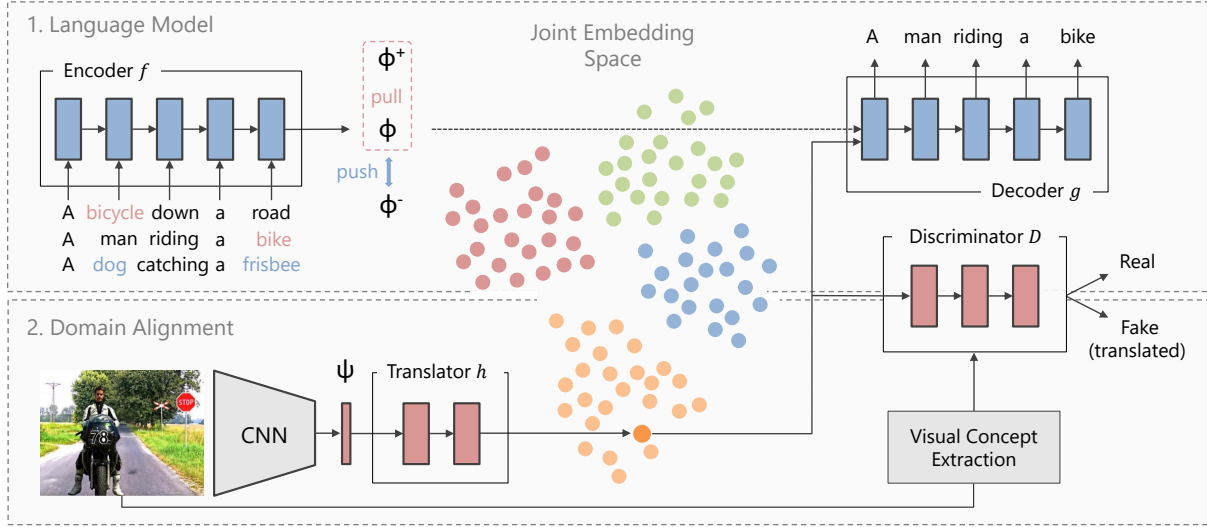 1. Language Model
Encoder f
A bicycle down a road
A man riding a bike
A dog catching a frisbee
ϕ⁺
pull
ϕ
push
ϕ⁻
Joint Embedding
Space
A man riding a bike
Decoder g
Discriminator D
Real
Fake
(translated)
2. Domain Alignment
STOP
78
CNN
ψ
Translator h
Visual Concept
Extraction